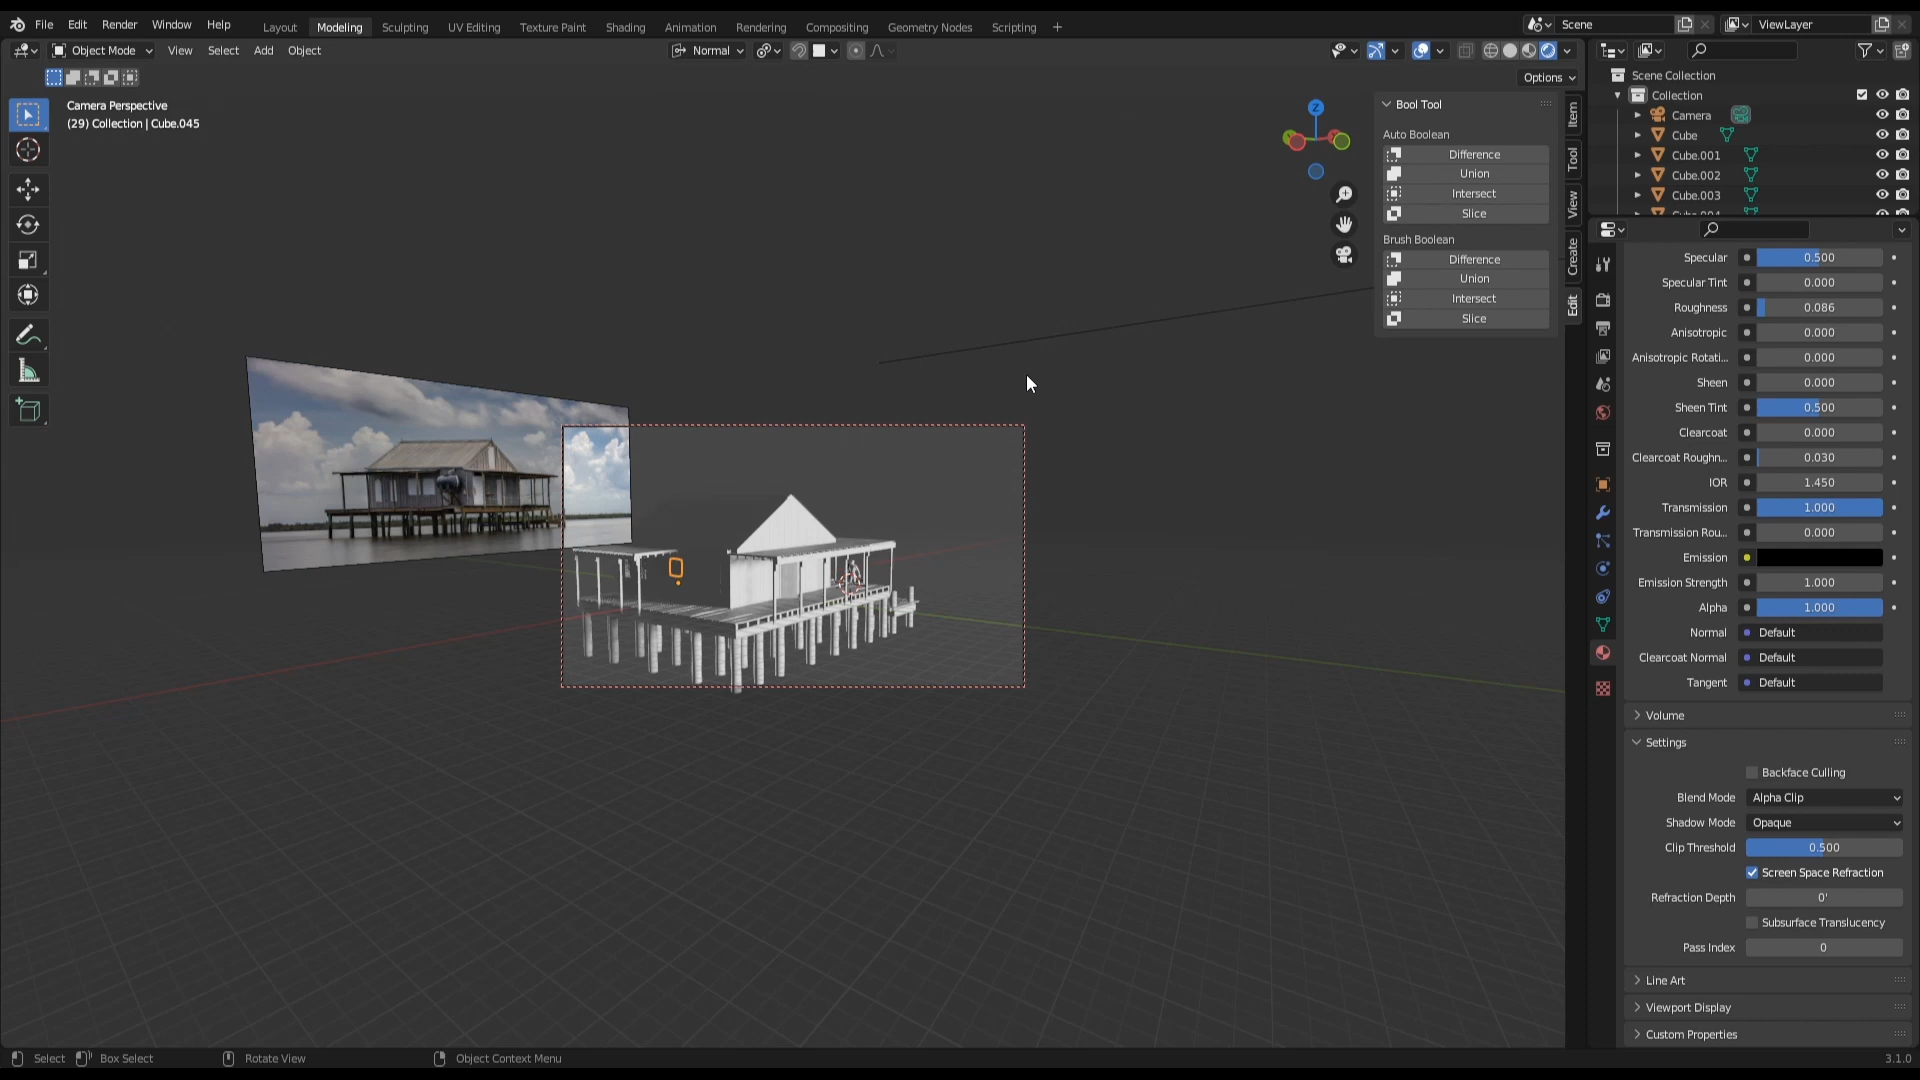 File Edit Render Window Help Layout Modeling Sculpting UV Editing Texture Paint Shading Animation Rendering Compositing Geometry Nodes Scripting + Scene ViewLayer
Object Mode View Select Add Object Normal
Options
Camera Perspective
(29) Collection | Cube.045
Z
Bool Tool
Auto Boolean
Difference
Union
Intersect
Slice
Brush Boolean
Difference
Union
Intersect
Slice
Item
Tool
View
Create
Edit
Scene Collection
Collection
Camera
Cube
Cube.001
Cube.002
Cube.003
Specular 0.500
Specular Tint 0.000
Roughness 0.086
Anisotropic 0.000
Anisotropic Rotati... 0.000
Sheen 0.000
Sheen Tint 0.500
Clearcoat 0.000
Clearcoat Roughn... 0.030
IOR 1.450
Transmission 1.000
Transmission Rou... 0.000
Emission
Emission Strength 1.000
Alpha 1.000
Normal Default
Clearcoat Normal Default
Tangent Default
Volume
Settings
Backface Culling
Blend Mode Alpha Clip
Shadow Mode Opaque
Clip Threshold 0.500
Screen Space Refraction
Refraction Depth 0'
Subsurface Translucency
Pass Index 0
Line Art
Viewport Display
Custom Properties
Select Box Select Rotate View Object Context Menu 3.1.0